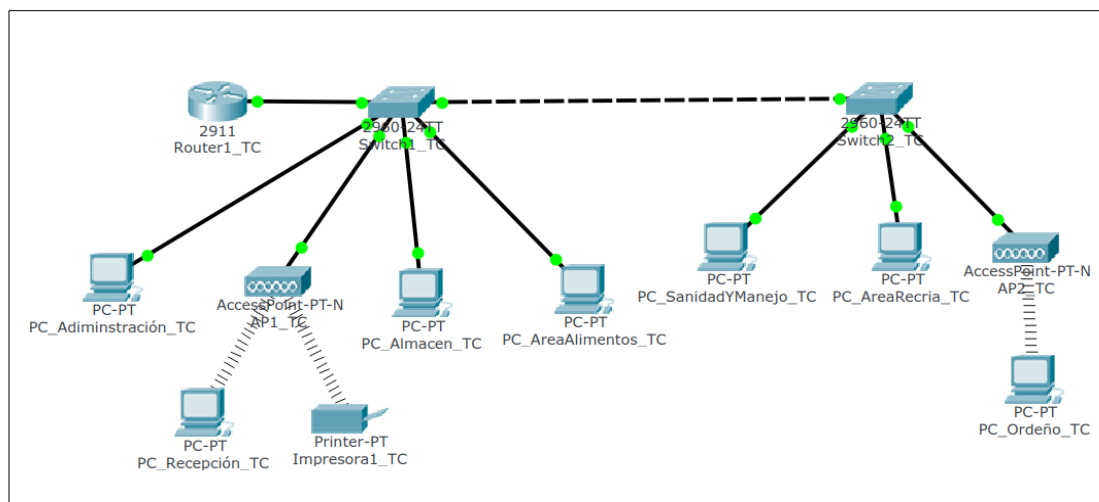 2911
Router1_TC
2960-24TT
Switch1_TC
2960-24TT
Switch2_TC
PC-PT
PC_Adiminstración_TC
AccessPoint-PT-N
AP1_TC
PC-PT
PC_Almacen_TC
PC-PT
PC_AreaAlimentos_TC
PC-PT
PC_SanidadYManejo_TC
PC-PT
PC_AreaRecria_TC
AccessPoint-PT-N
AP2_TC
PC-PT
PC_Recepción_TC
Printer-PT
Impresora1_TC
PC-PT
PC_Ordeño_TC